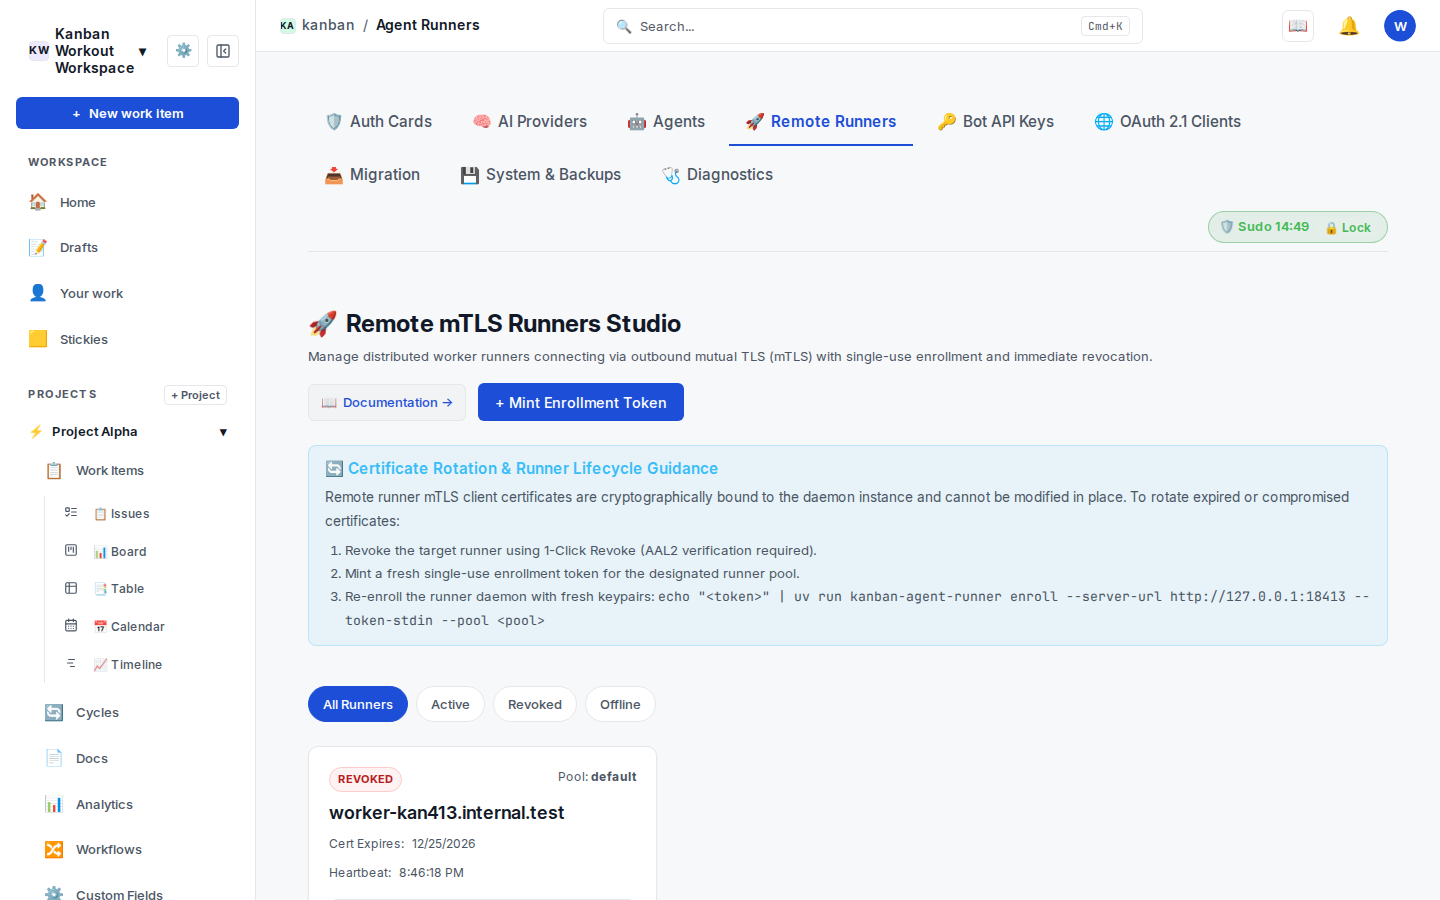 KW
Kanban
Workout
Workspace
▼
+ New work item
WORKSPACE
Home
Drafts
Your work
Stickies
PROJECTS
+ Project
Project Alpha
▼
Work Items
Issues
Board
Table
Calendar
Timeline
Cycles
Docs
Analytics
Workflows
Custom Fields
KA kanban / Agent Runners
Search...
Cmd+K
W
Auth Cards
AI Providers
Agents
Remote Runners
Bot API Keys
OAuth 2.1 Clients
Migration
System & Backups
Diagnostics
Sudo 14:49
Lock
Remote mTLS Runners Studio
Manage distributed worker runners connecting via outbound mutual TLS (mTLS) with single-use enrollment and immediate revocation.
Documentation →
+ Mint Enrollment Token
Certificate Rotation & Runner Lifecycle Guidance
Remote runner mTLS client certificates are cryptographically bound to the daemon instance and cannot be modified in place. To rotate expired or compromised
certificates:
1. Revoke the target runner using 1-Click Revoke (AAL2 verification required).
2. Mint a fresh single-use enrollment token for the designated runner pool.
3. Re-enroll the runner daemon with fresh keypairs: echo "<token>" | uv run kanban-agent-runner enroll --server-url http://127.0.0.1:18413 --
token-stdin --pool <pool>
All Runners
Active
Revoked
Offline
REVOKED
Pool: default
worker-kan413.internal.test
Cert Expires: 12/25/2026
Heartbeat: 8:46:18 PM